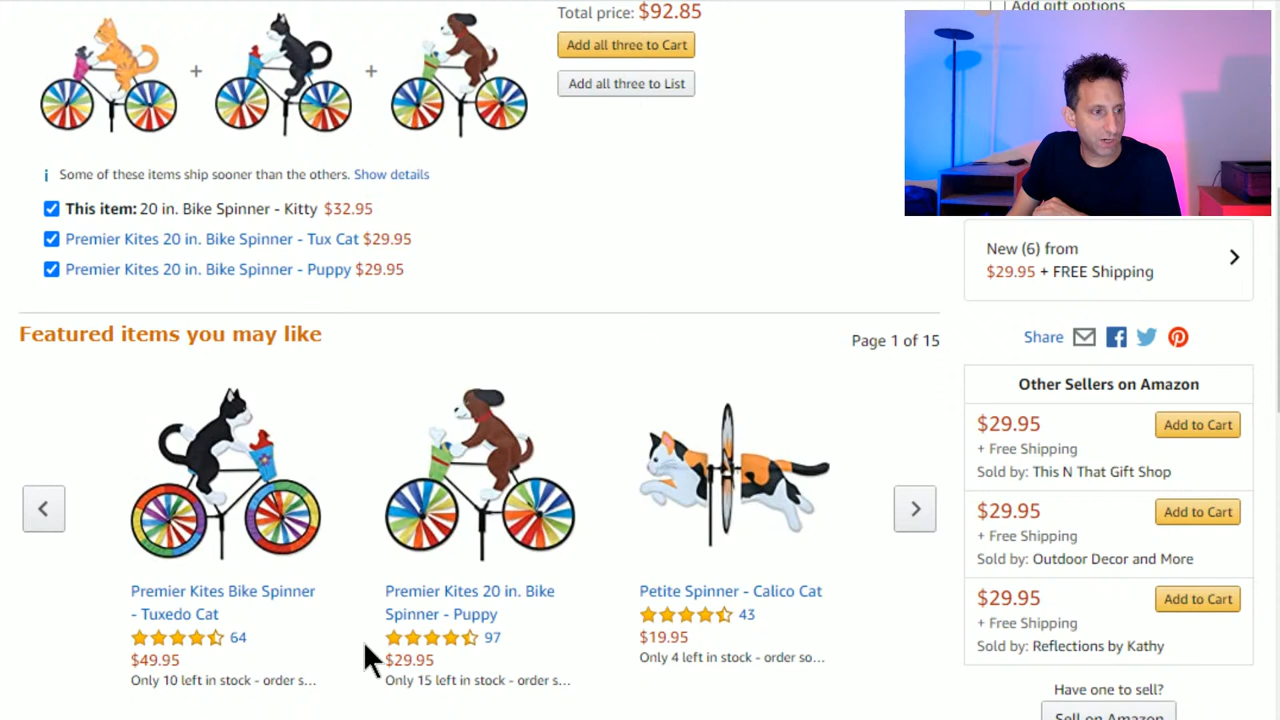 Total price: $92.85
Add all three to Cart
Add all three to List
+
+
i Some of these items ship sooner than the others. Show details
This item: 20 in. Bike Spinner - Kitty $32.95
Premier Kites 20 in. Bike Spinner - Tux Cat $29.95
Premier Kites 20 in. Bike Spinner - Puppy $29.95
Featured items you may like
Page 1 of 15
Premier Kites Bike Spinner
- Tuxedo Cat
64
$49.95
Only 10 left in stock - order s...
Premier Kites 20 in. Bike
Spinner - Puppy
97
$29.95
Only 15 left in stock - order s...
Petite Spinner - Calico Cat
43
$19.95
Only 4 left in stock - order so...
Add gift options
New (6) from
$29.95 + FREE Shipping
Share
Other Sellers on Amazon
$29.95
Add to Cart
+ Free Shipping
Sold by: This N That Gift Shop
$29.95
Add to Cart
+ Free Shipping
Sold by: Outdoor Decor and More
$29.95
Add to Cart
+ Free Shipping
Sold by: Reflections by Kathy
Have one to sell?
Sell on Amazon